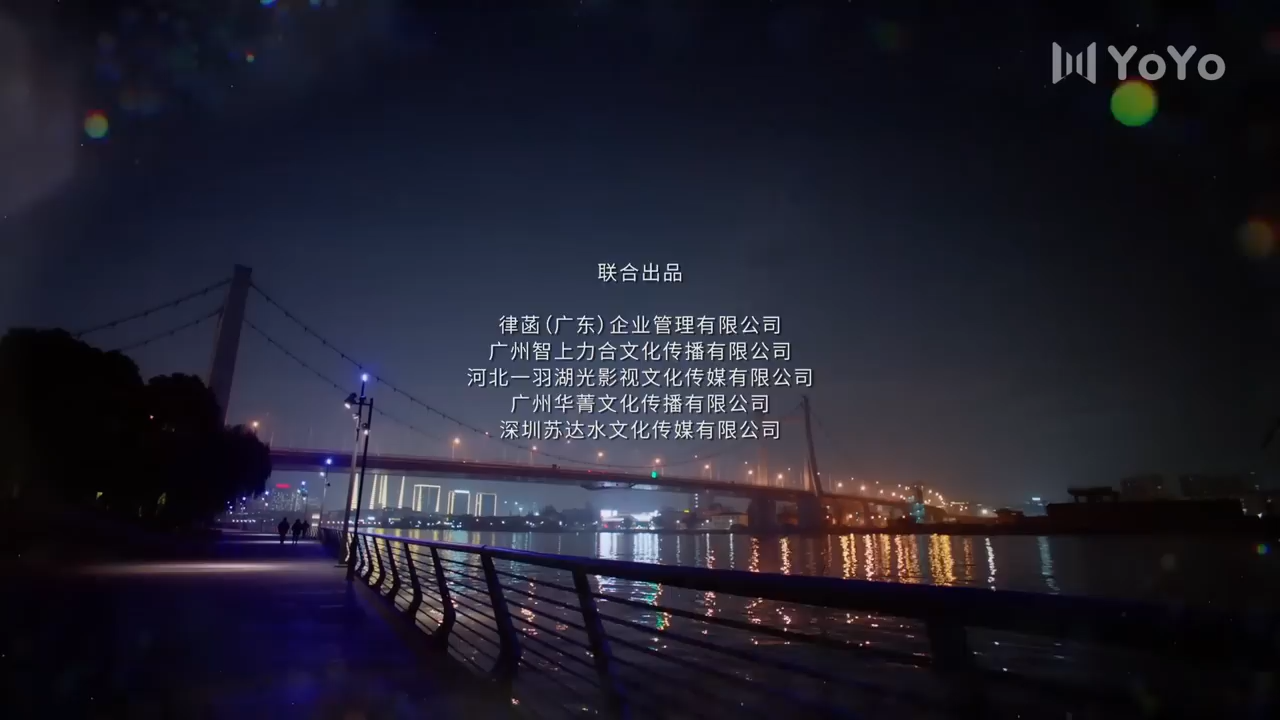 YoYo
联合出品
律菡(广东)企业管理有限公司
广州智上力合文化传播有限公司
河北一羽湖光影视文化传媒有限公司
广州华菁文化传播有限公司
深圳苏达水文化传媒有限公司